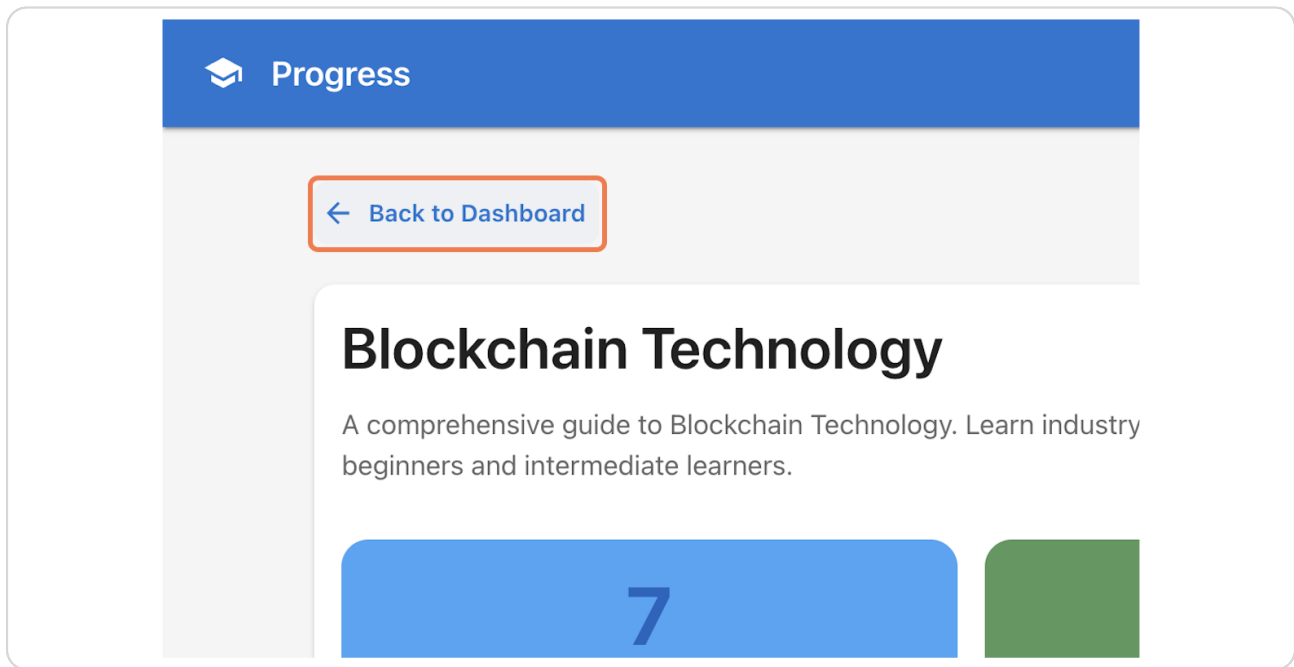 Progress
Back to Dashboard
Blockchain Technology
A comprehensive guide to Blockchain Technology. Learn industry
beginners and intermediate learners.
7